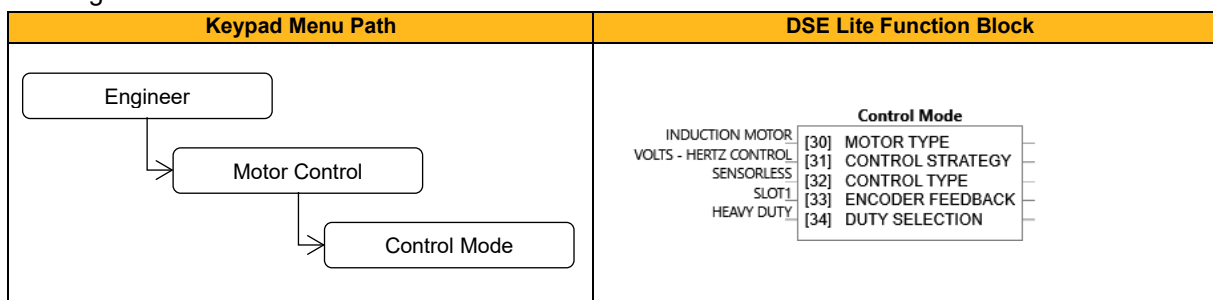 Keypad Menu Path
DSE Lite Function Block
Engineer
Motor Control
Control Mode
Control Mode
INDUCTION MOTOR [30] MOTOR TYPE
VOLTS - HERTZ CONTROL [31] CONTROL STRATEGY
SENSORLESS [32] CONTROL TYPE
SLOT1 [33] ENCODER FEEDBACK
HEAVY DUTY [34] DUTY SELECTION